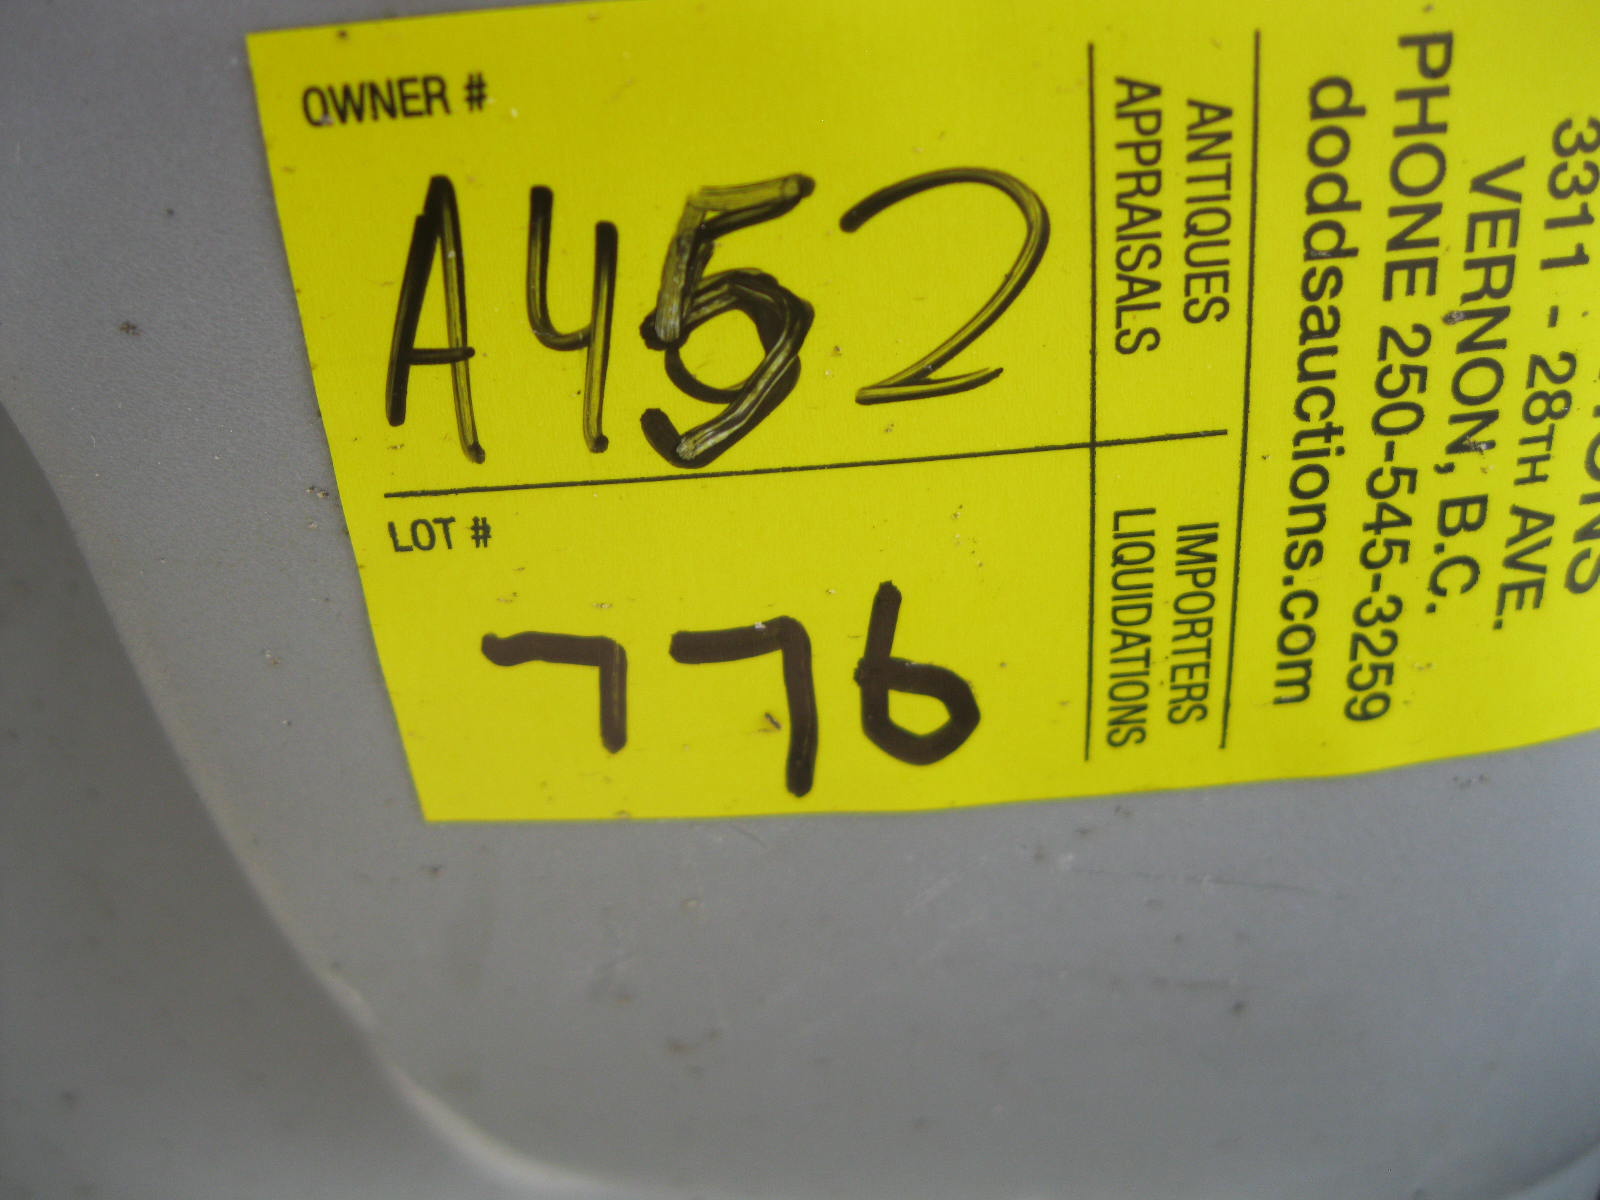 OWNER #
A452
LOT #
776
ANTIQUES
APPRAISALS
IMPORTERS
LIQUIDATIONS
3311 - 28TH AVE.
VERNON, B.C.
PHONE 250-545-3259
doddsauctions.com